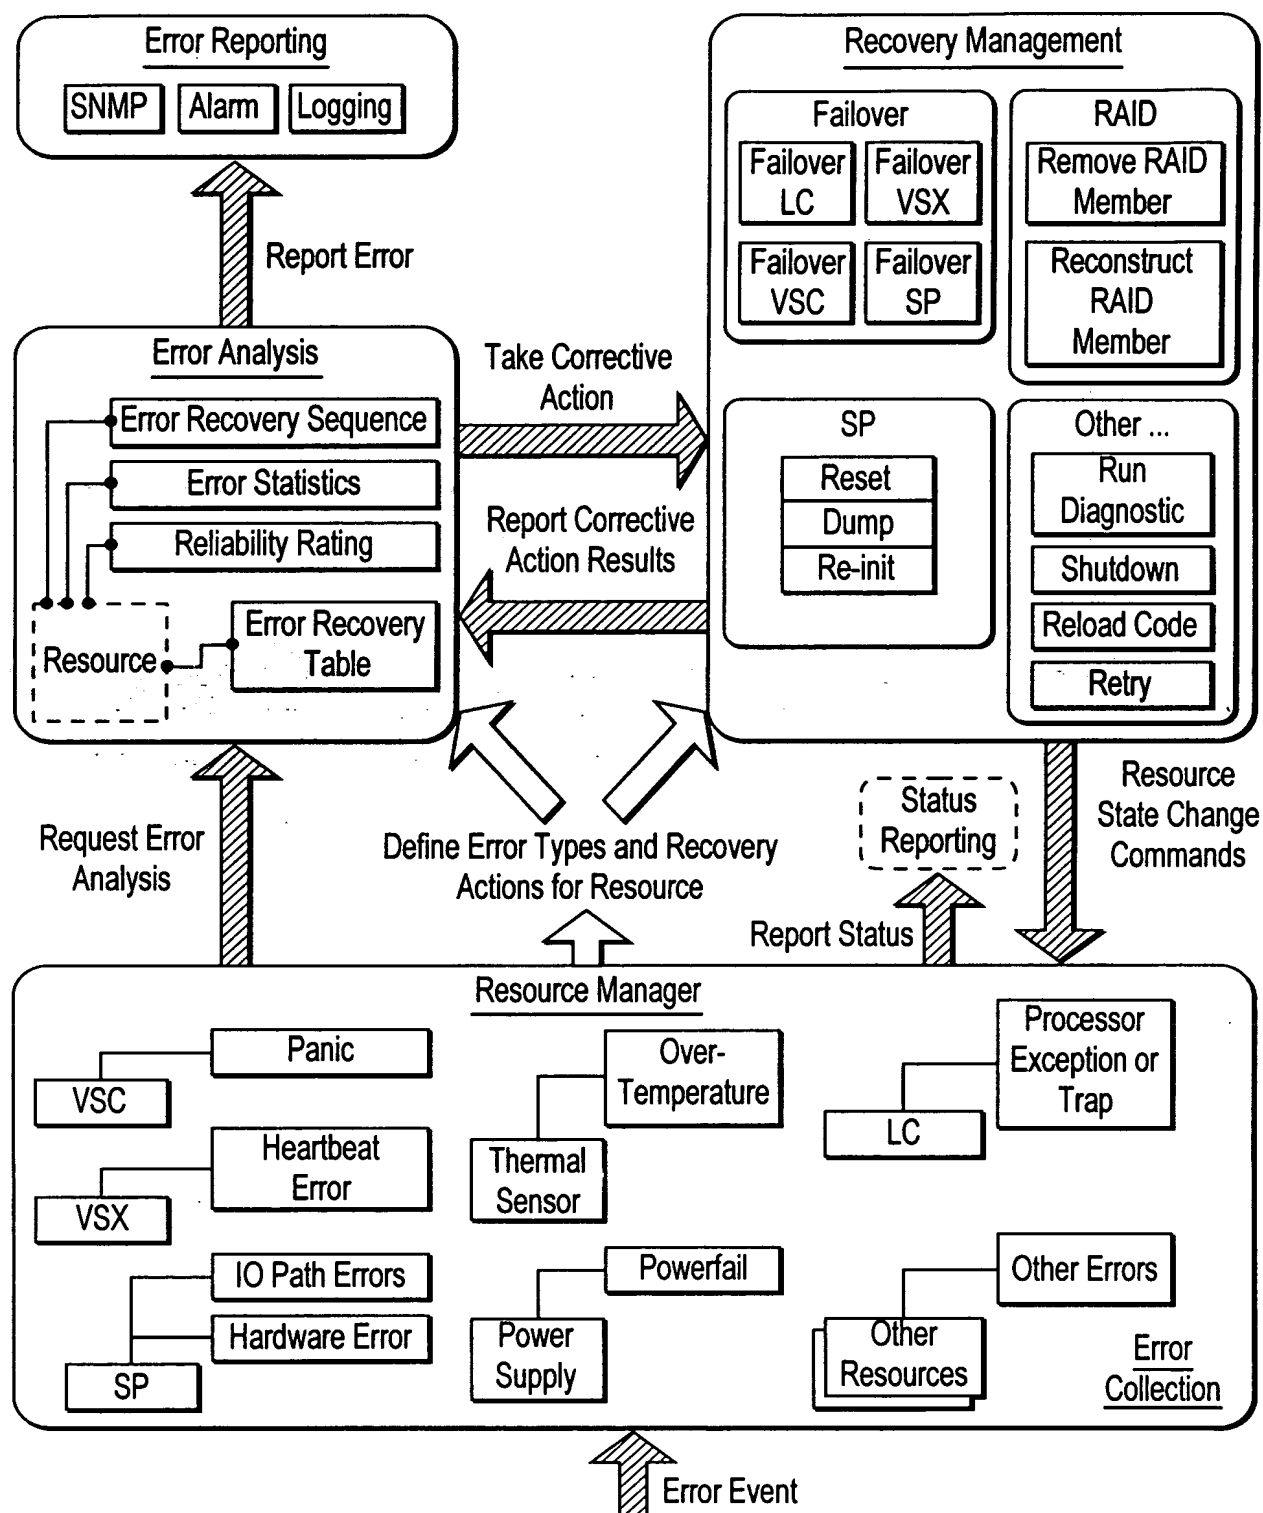 Error Reporting
SNMP
Alarm
Logging
Report Error
Recovery Management
Failover
Failover
LC
Failover
VSX
Failover
VSC
Failover
SP
RAID
Remove RAID
Member
Reconstruct
RAID
Member
SP
Reset
Dump
Re-init
Other ...
Run
Diagnostic
Shutdown
Reload Code
Retry
Error Analysis
Error Recovery Sequence
Error Statistics
Reliability Rating
Resource
Error Recovery
Table
Take Corrective
Action
Report Corrective
Action Results
Request Error
Analysis
Define Error Types and Recovery
Actions for Resource
Status
Reporting
Report Status
Resource
State Change
Commands
Resource Manager
Panic
VSC
Heartbeat
Error
VSX
IO Path Errors
Hardware Error
SP
Over-
Temperature
Thermal
Sensor
Powerfail
Power
Supply
Processor
Exception or
Trap
LC
Other Errors
Other
Resources
Error
Collection
Error Event